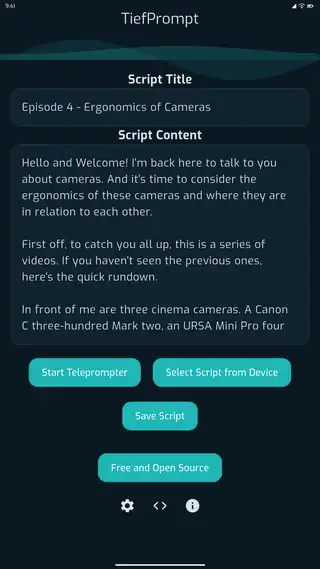 9:41
TiefPrompt
Script Title
Episode 4 - Ergonomics of Cameras
Script Content
Hello and Welcome! I'm back here to talk to you
about cameras. And it's time to consider the
ergonomics of these cameras and where they are
in relation to each other.
First off, to catch you all up, this is a series of
videos. If you haven't seen the previous ones,
here's the quick rundown.
In front of me are three cinema cameras. A Canon
C three-hundred Mark two, an URSA Mini Pro four
Start Teleprompter
Select Script from Device
Save Script
Free and Open Source